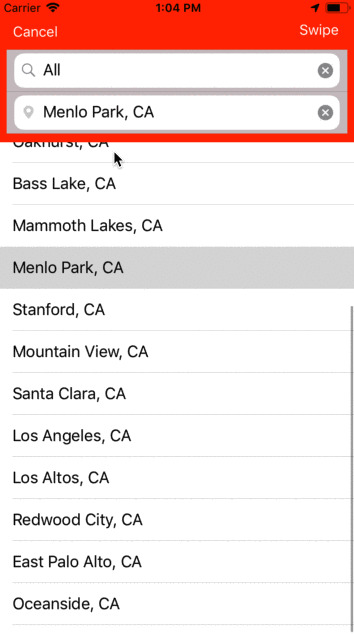 Carrier 1:04 PM
Cancel Swipe
All
Menlo Park, CA
Oakhurst, CA
Bass Lake, CA
Mammoth Lakes, CA
Menlo Park, CA
Stanford, CA
Mountain View, CA
Santa Clara, CA
Los Angeles, CA
Los Altos, CA
Redwood City, CA
East Palo Alto, CA
Oceanside, CA